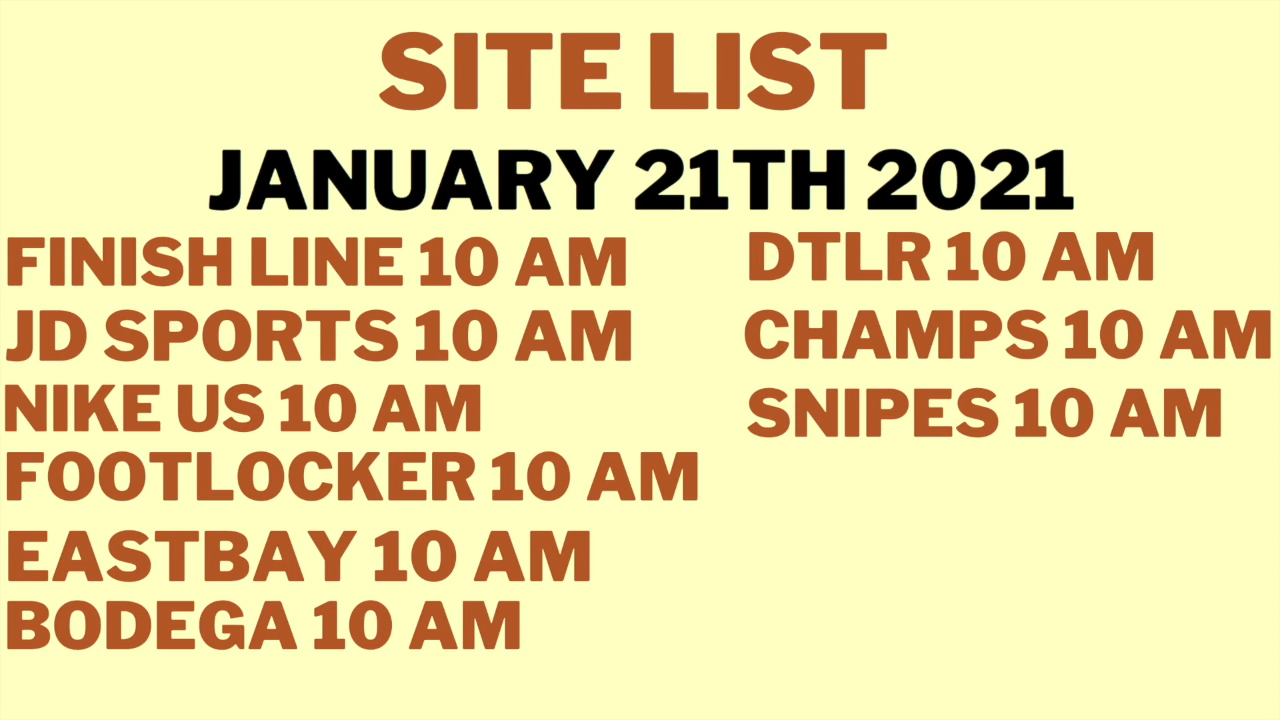 SITE LIST
JANUARY 21TH 2021
FINISH LINE 10 AM
JD SPORTS 10 AM
NIKE US 10 AM
FOOTLOCKER 10 AM
EASTBAY 10 AM
BODEGA 10 AM
DTLR 10 AM
CHAMPS 10 AM
SNIPES 10 AM